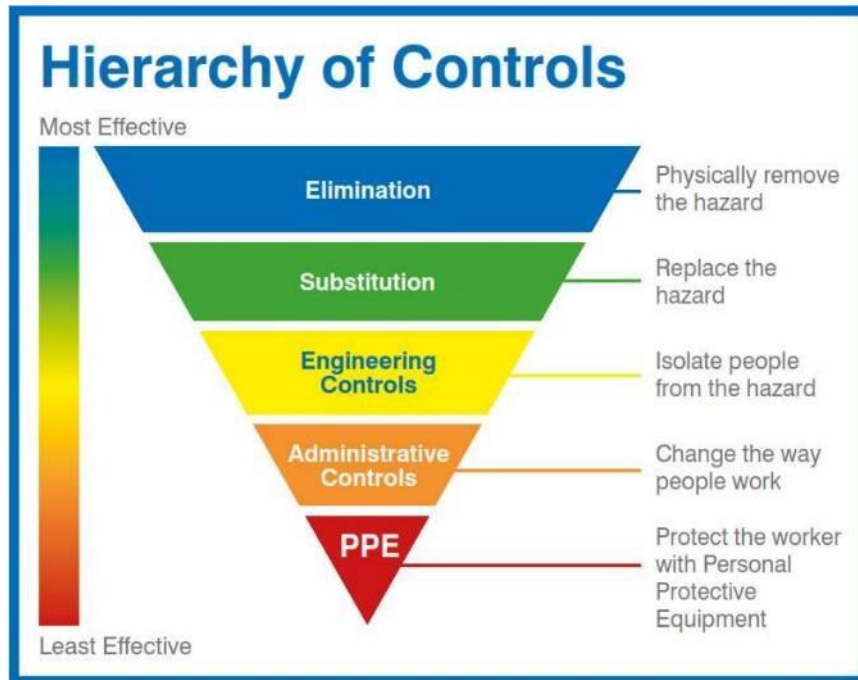 Hierarchy of Controls
Most Effective
Elimination
Physically remove
the hazard
Substitution
Replace the
hazard
Engineering
Controls
Isolate people
from the hazard
Administrative
Controls
Change the way
people work
PPE
Protect the worker
with Personal
Protective
Equipment
Least Effective